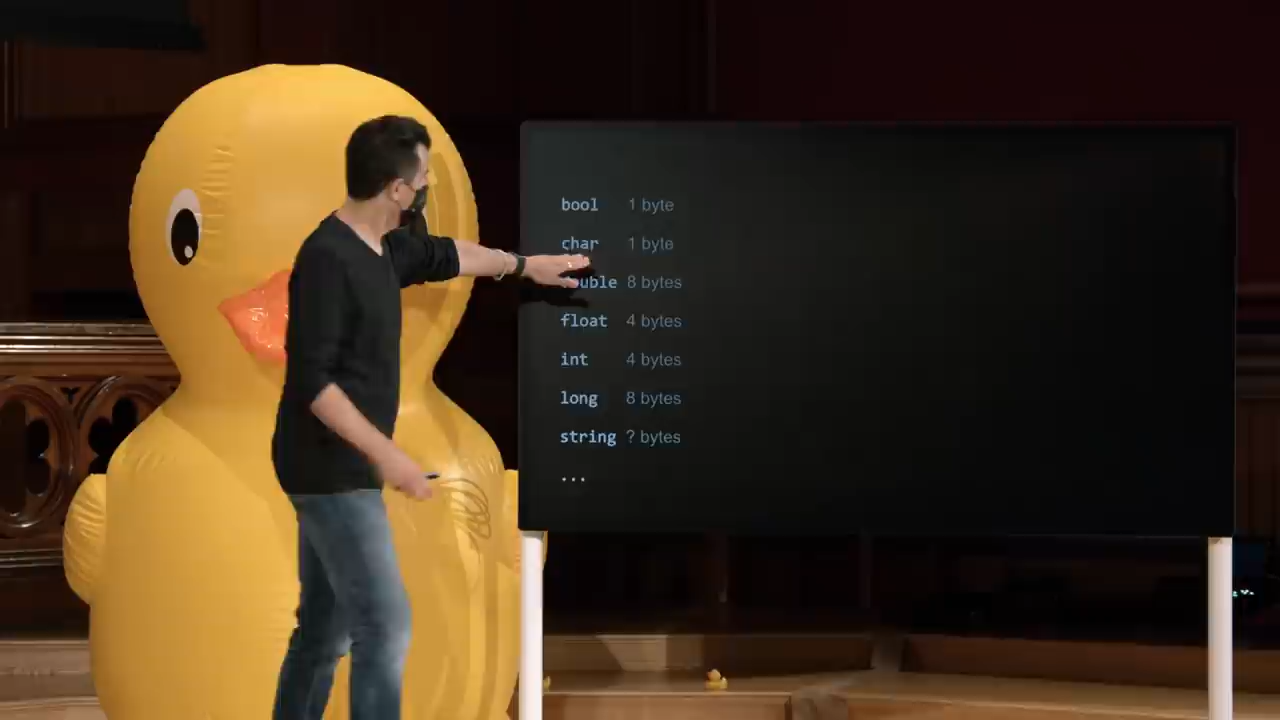 bool 1 byte
char 1 byte
double 8 bytes
float 4 bytes
int 4 bytes
long 8 bytes
string ? bytes
...